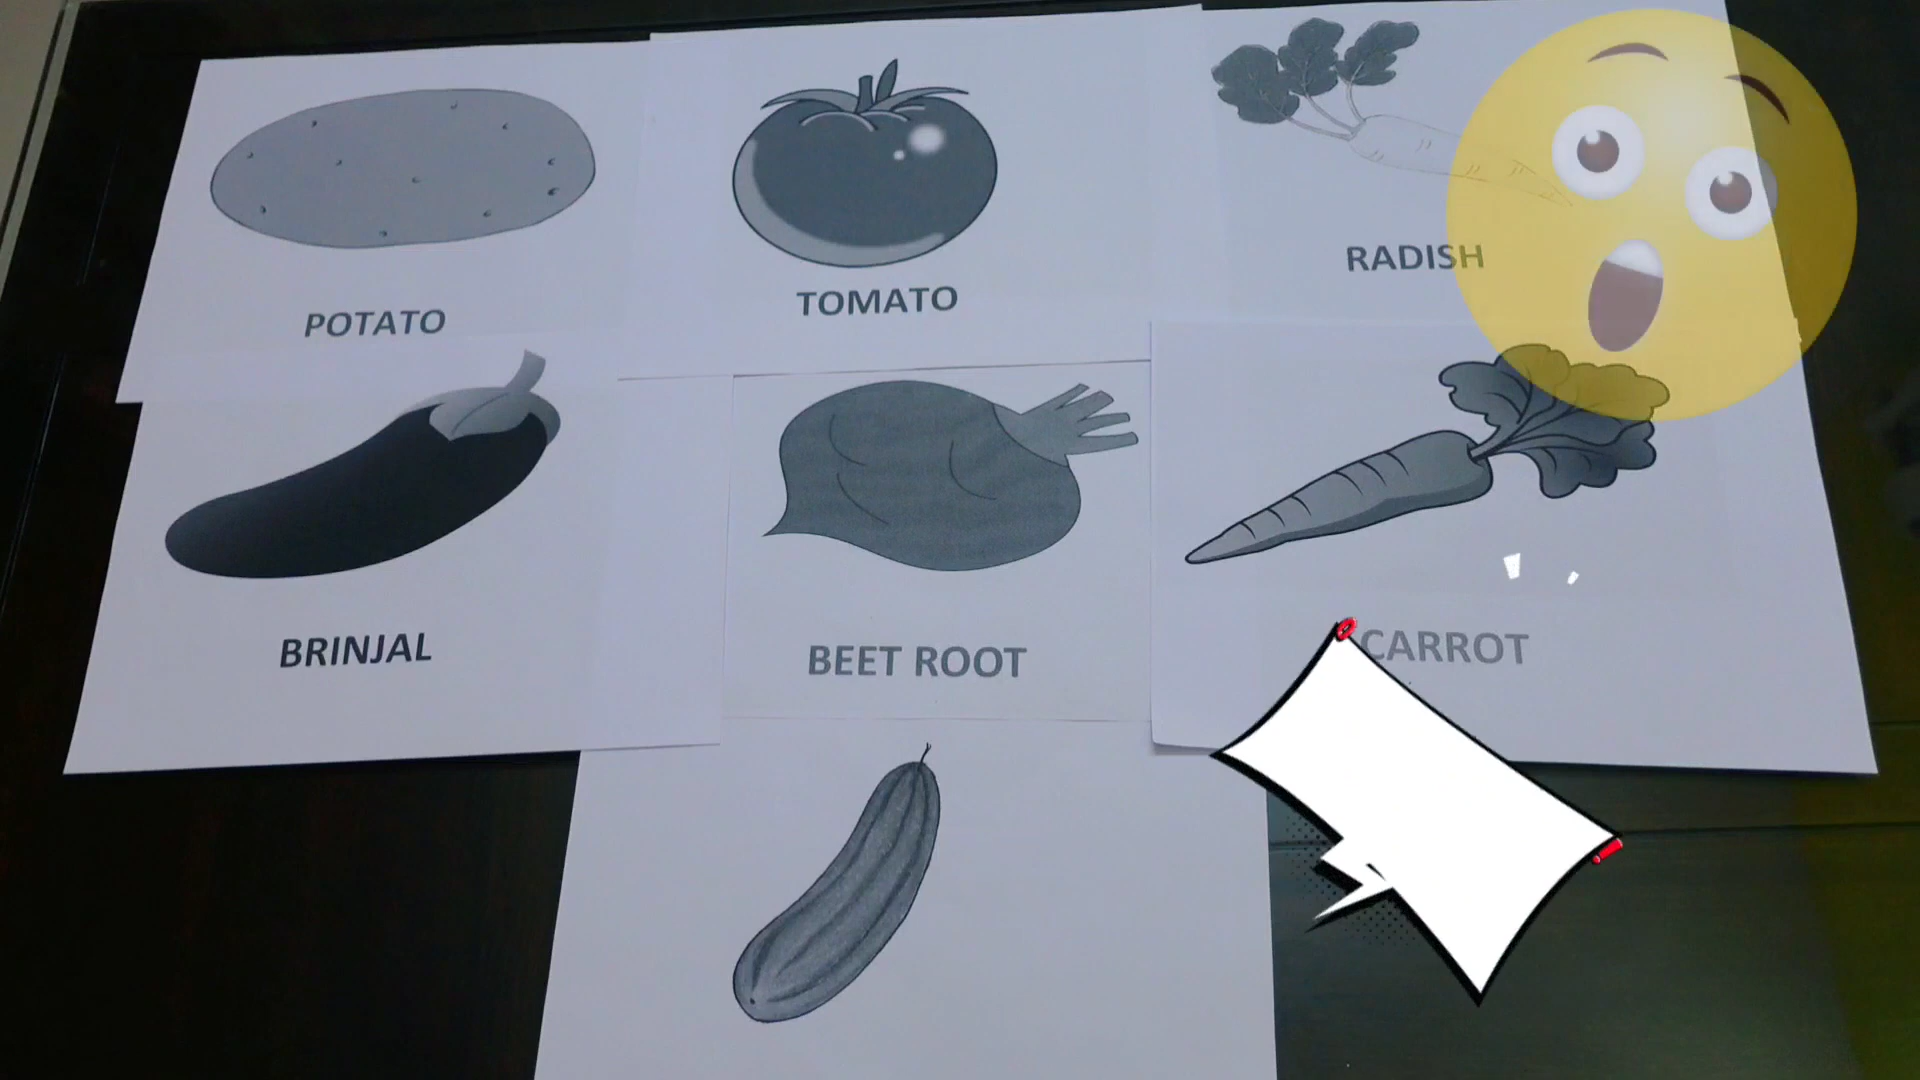 POTATO
TOMATO
RADISH
BRINJAL
BEET ROOT
CARROT